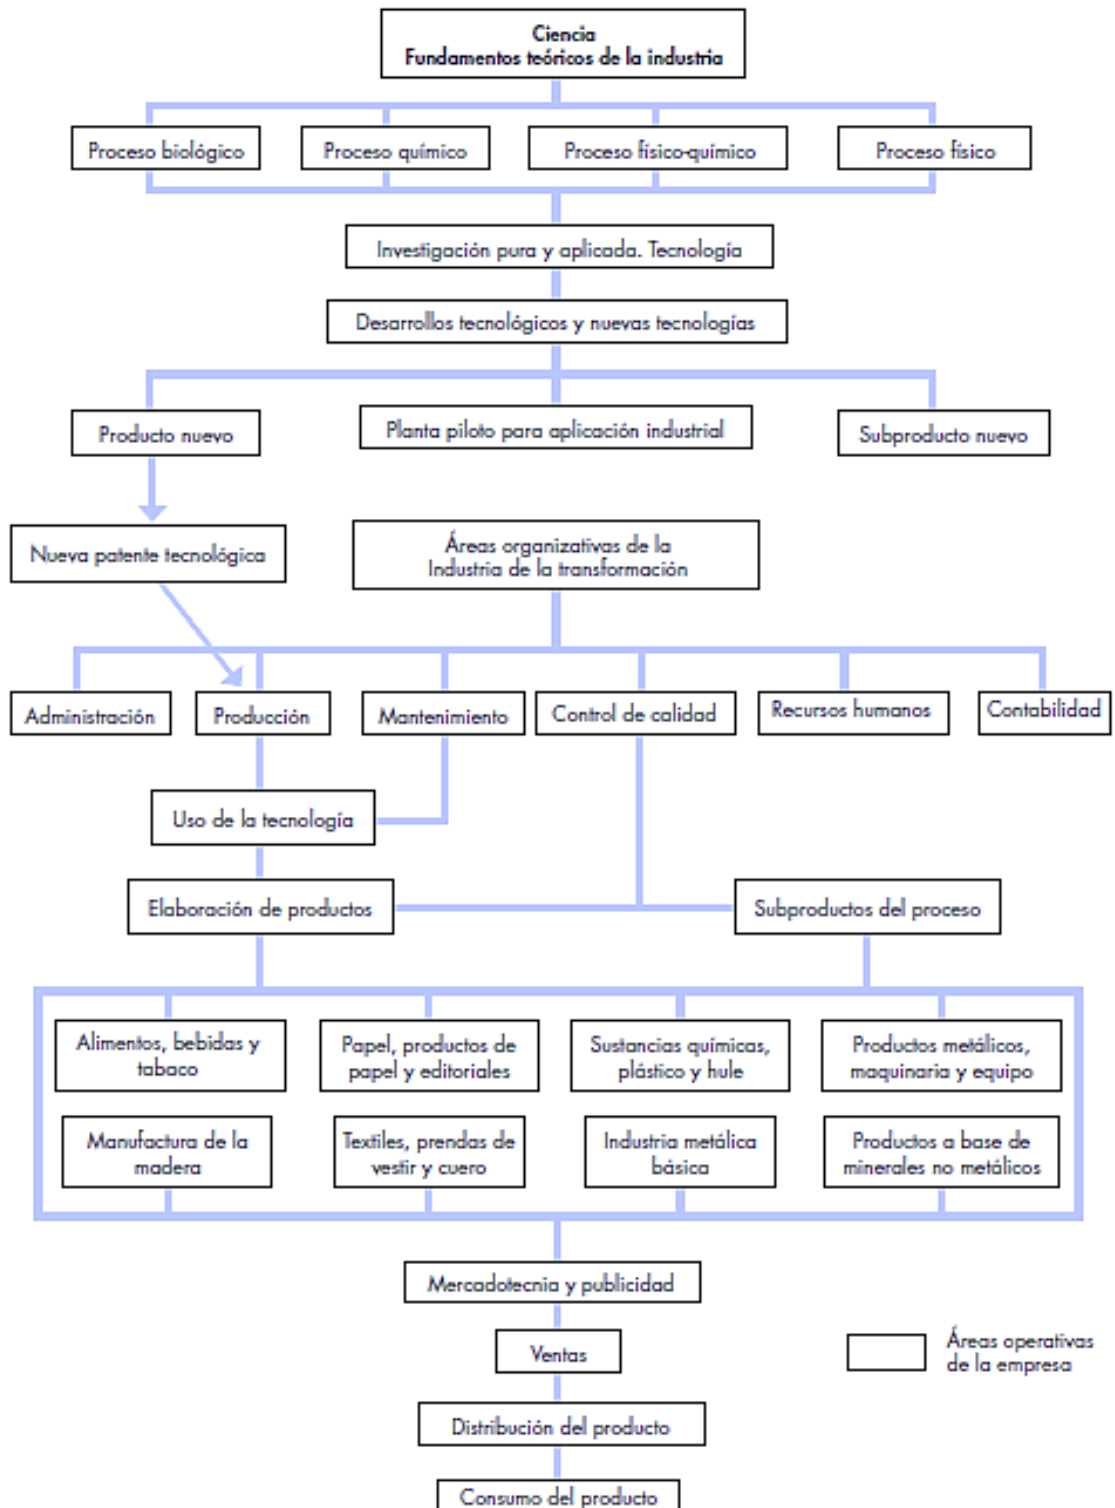 Ciencia
Fundamentos teóricos de la industria
Proceso biológico
Proceso químico
Proceso físico-químico
Proceso físico
Investigación pura y aplicada. Tecnología
Desarrollos tecnológicos y nuevas tecnologías
Producto nuevo
Planta piloto para aplicación industrial
Subproducto nuevo
Nueva patente tecnológica
Áreas organizativas de la
Industria de la transformación
Administración
Producción
Mantenimiento
Control de calidad
Recursos humanos
Contabilidad
Uso de la tecnología
Elaboración de productos
Subproductos del proceso
Alimentos, bebidas y
tabaco
Papel, productos de
papel y editoriales
Sustancias químicas,
plástico y hule
Productos metálicos,
maquinaria y equipo
Manufactura de la
madera
Textiles, prendas de
vestir y cuero
Industria metálica
básica
Productos a base de
minerales no metálicos
Mercadotecnia y publicidad
Ventas
Áreas operativas
de la empresa
Distribución del producto
Consumo del producto